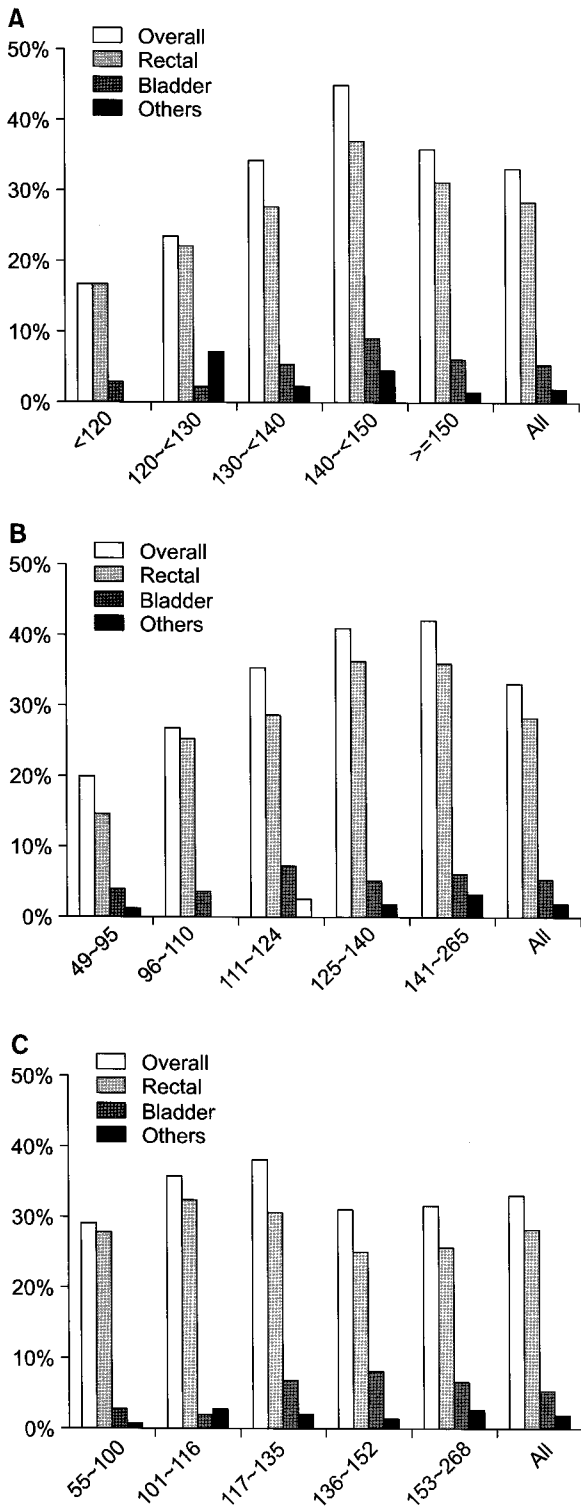 A
Overall
Rectal
Bladder
Others
50%
40%
30%
20%
10%
0%
<120
120~<130
130~<140
140~<150
>=150
All
B
Overall
Rectal
Bladder
Others
50%
40%
30%
20%
10%
0%
49~95
96~110
111~124
125~140
141~265
All
C
Overall
Rectal
Bladder
Others
50%
40%
30%
20%
10%
0%
55~100
101~116
117~135
136~152
153~268
All